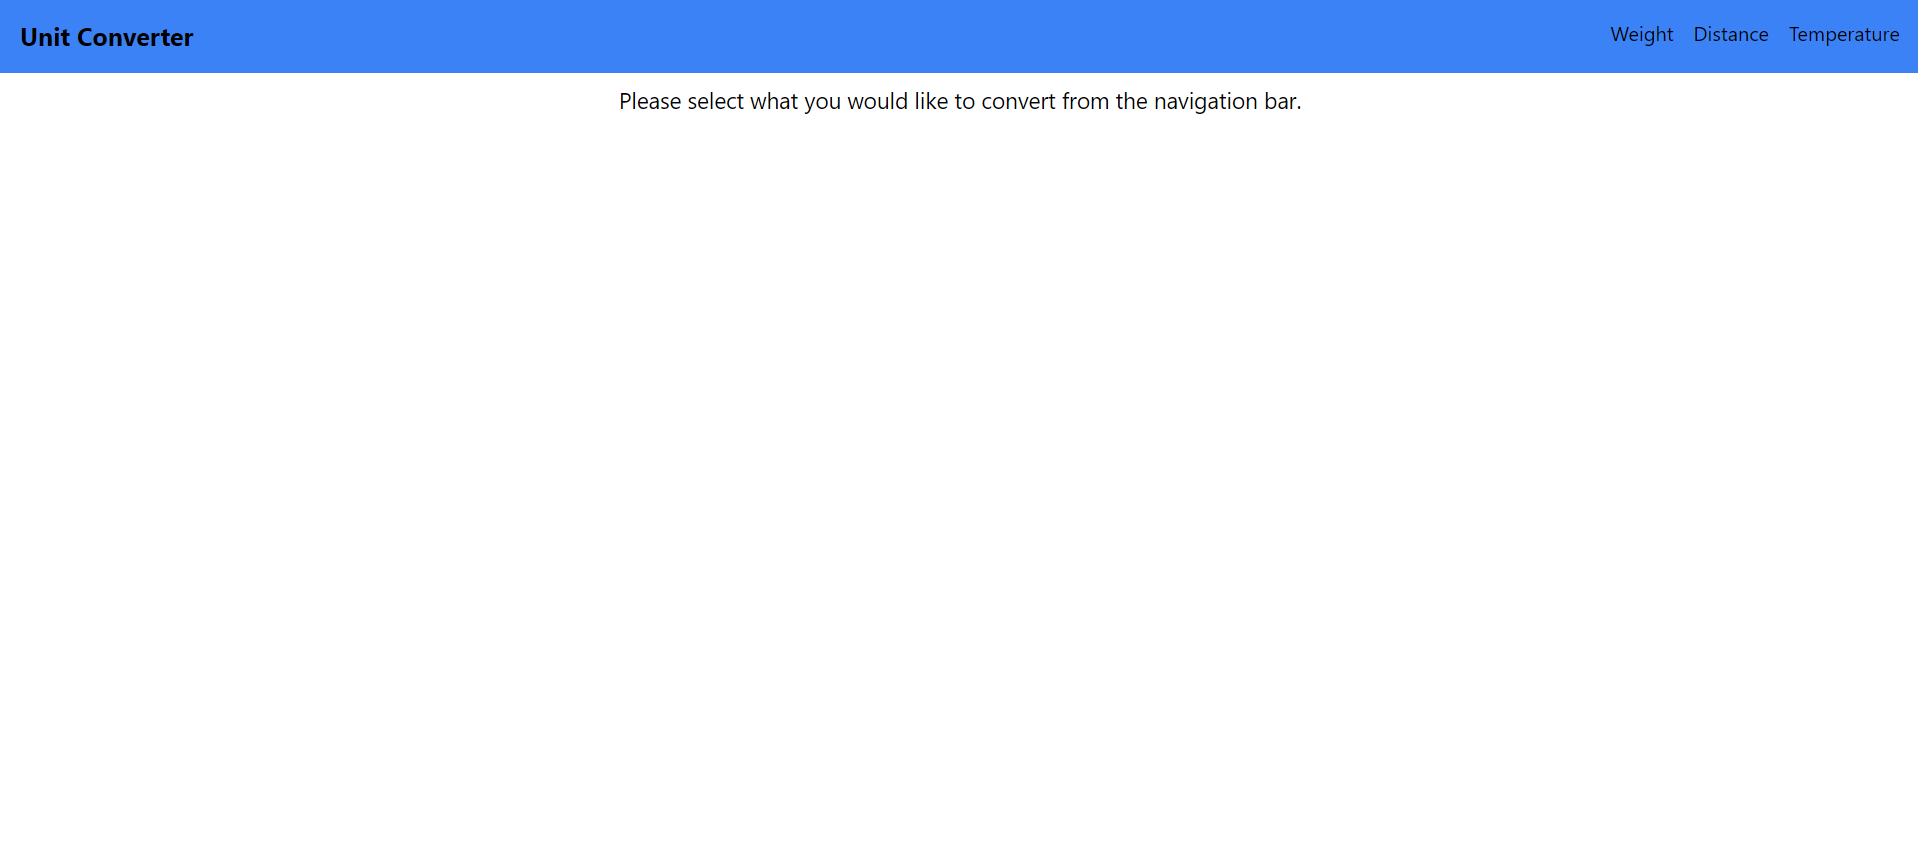 Unit Converter
Weight Distance Temperature
Please select what you would like to convert from the navigation bar.